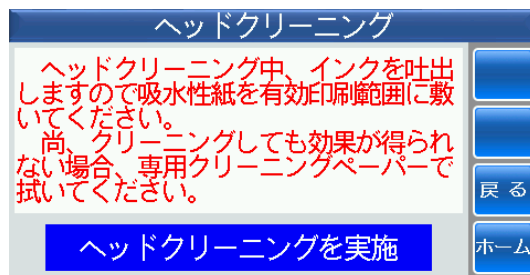 ヘッドクリーニング
　ヘッドクリーニング中、インクを吐出
しますので吸水性紙を有効印刷範囲に敷
いてください。
　尚、クリーニングしても効果が得られ
ない場合、専用クリーニングペーパーで
拭いてください。
戻 る
ヘッドクリーニングを実施
ホーム